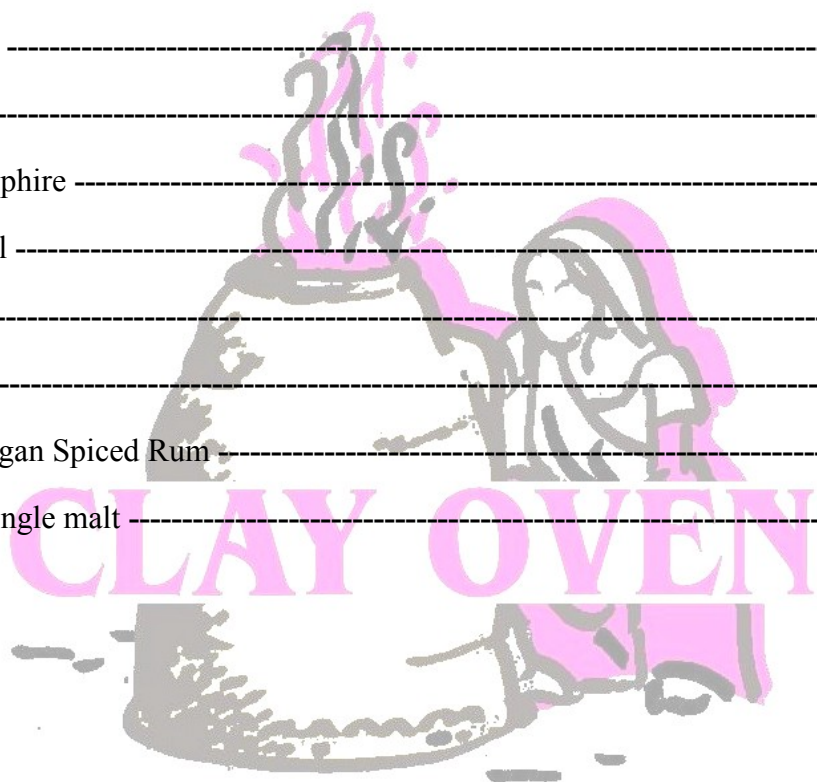 --------------------------------------------------------------------------------
--------------------------------------------------------------------------------
phire --------------------------------------------------------------------------
l ------------------------------------------------------------------------------
--------------------------------------------------------------------------------
--------------------------------------------------------------------------------
gan Spiced Rum -----------------------------------------------------------
ngle malt --------------------------------------------------------------------
CLAY OVEN